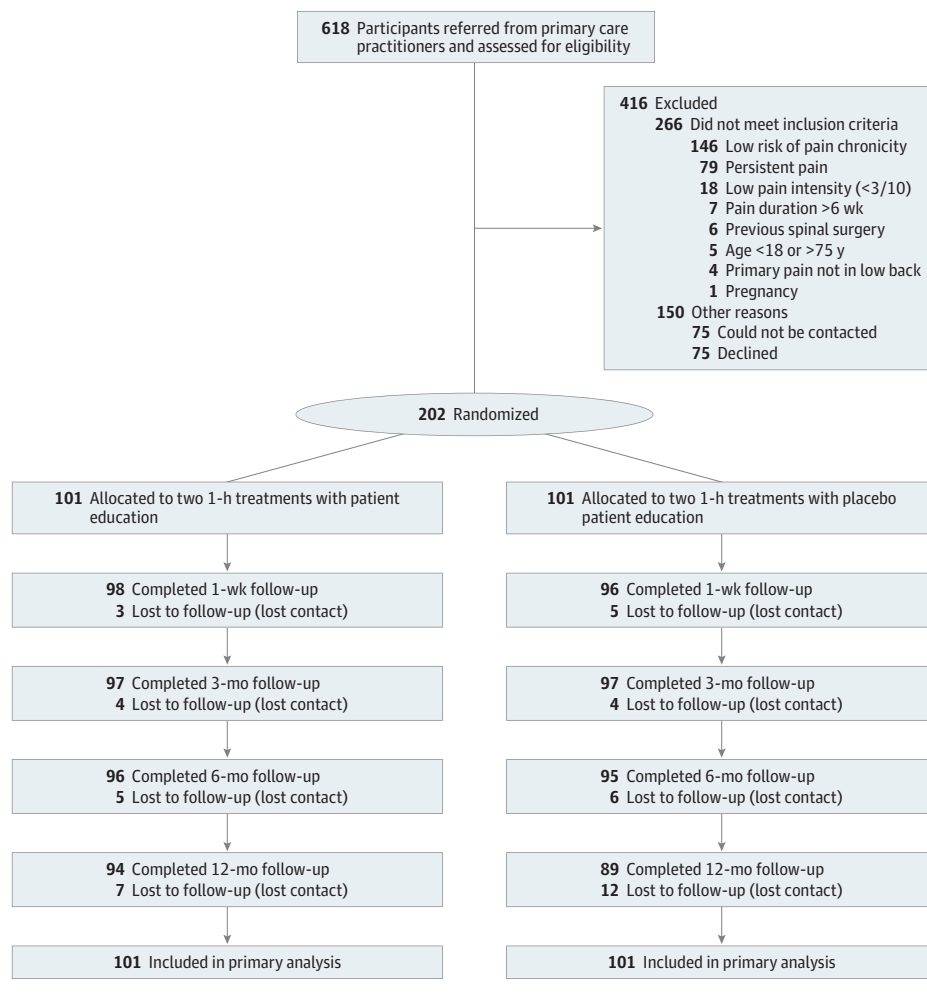 618 Participants referred from primary care
practitioners and assessed for eligibility
416 Excluded
266 Did not meet inclusion criteria
146 Low risk of pain chronicity
79 Persistent pain
18 Low pain intensity (<3/10)
7 Pain duration >6 wk
6 Previous spinal surgery
5 Age <18 or >75 y
4 Primary pain not in low back
1 Pregnancy
150 Other reasons
75 Could not be contacted
75 Declined
202 Randomized
101 Allocated to two 1-h treatments with patient
education
98 Completed 1-wk follow-up
3 Lost to follow-up (lost contact)
97 Completed 3-mo follow-up
4 Lost to follow-up (lost contact)
96 Completed 6-mo follow-up
5 Lost to follow-up (lost contact)
94 Completed 12-mo follow-up
7 Lost to follow-up (lost contact)
101 Included in primary analysis
101 Allocated to two 1-h treatments with placebo
patient education
96 Completed 1-wk follow-up
5 Lost to follow-up (lost contact)
97 Completed 3-mo follow-up
4 Lost to follow-up (lost contact)
95 Completed 6-mo follow-up
6 Lost to follow-up (lost contact)
89 Completed 12-mo follow-up
12 Lost to follow-up (lost contact)
101 Included in primary analysis